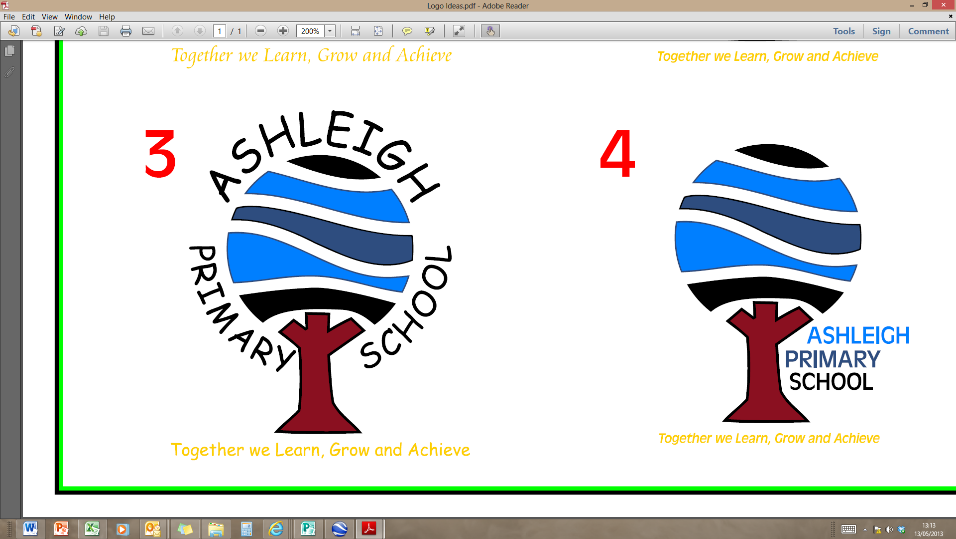 Logo Ideas.pdf - Adobe Reader
File Edit View Window Help
1 / 1 200% Tools Sign Comment
Together we Learn, Grow and Achieve
Together we Learn, Grow and Achieve
3
ASHLEIGH
PRIMARY SCHOOL
Together we Learn, Grow and Achieve
4
ASHLEIGH
PRIMARY
SCHOOL
Together we Learn, Grow and Achieve
13:13
13/05/2013